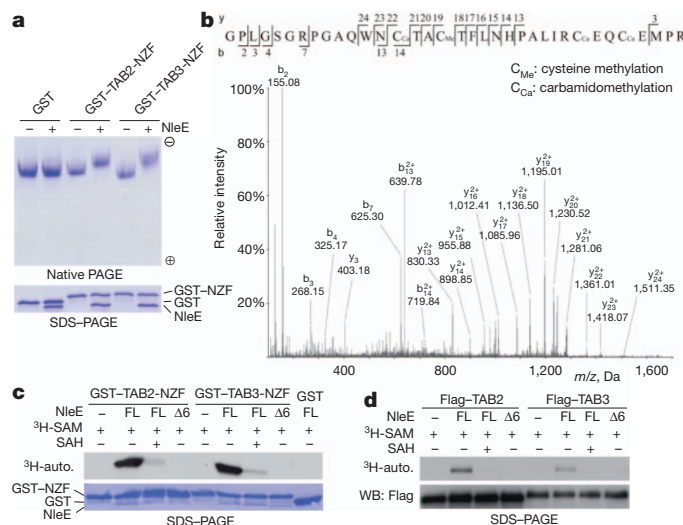 a
GST
GST–TAB2-NZF
GST–TAB3-NZF
– + – + – + NleE
⊖
⊕
Native PAGE
GST–NZF
GST
NleE
SDS–PAGE
b
y 24 23 22 21 20 19 18 17 16 15 14 13 3
G P L G S G R P G A Q W N C_Ca T A C_Me T F L N H P A L I R C_Ca E Q C_Ca E M P R
b 2 3 4 7 13 14
C_Me: cysteine methylation
C_Ca: carbamidomethylation
Relative intensity
100%
80%
60%
40%
20%
b2 155.08
b3 268.15
b4 325.17
y3 403.18
b7 625.30
b13 2+ 639.78
b14 2+ 719.84
y13 2+ 830.33
y14 2+ 898.85
y15 2+ 955.88
y16 2+ 1,012.41
y17 2+ 1,085.96
y18 2+ 1,136.50
y19 2+ 1,195.01
y20 2+ 1,230.52
y21 2+ 1,281.06
y22 2+ 1,361.01
y23 2+ 1,418.07
y24 2+ 1,511.35
400 800 1,200 m/z, Da 1,600
c
GST–TAB2-NZF GST–TAB3-NZF GST
NleE – FL FL Δ6 – FL FL Δ6 FL
³H-SAM + + + + + + + + +
SAH + +
³H-auto.
GST–NZF
GST
NleE
SDS–PAGE
d
Flag–TAB2 Flag–TAB3
NleE – FL FL Δ6 – FL FL Δ6
³H-SAM + + + + + + + +
SAH + +
³H-auto.
WB: Flag
SDS–PAGE